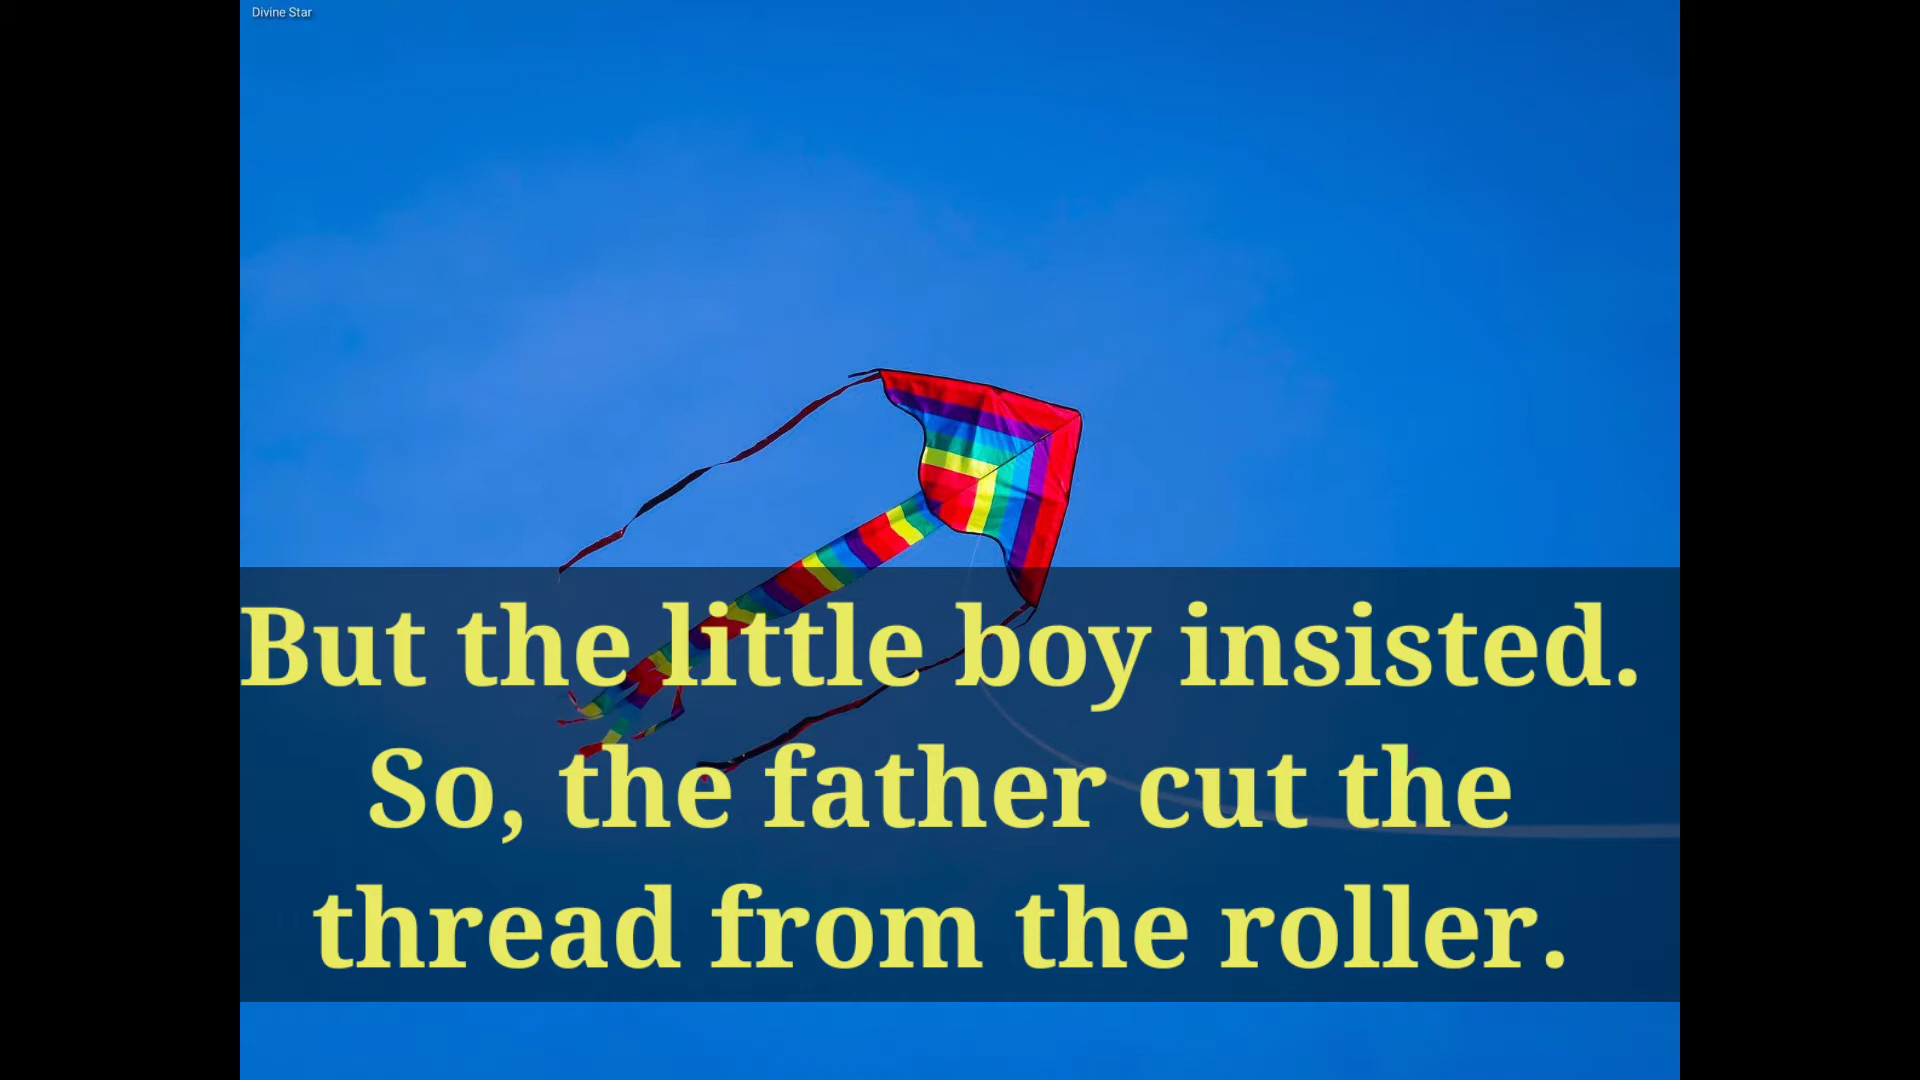 Divine Star
But the little boy insisted.
So, the father cut the
thread from the roller.